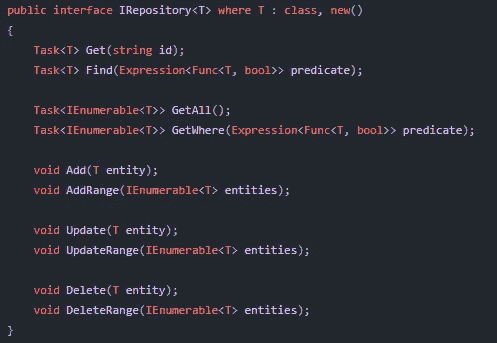 public interface IRepository<T> where T : class, new()
{
    Task<T> Get(string id);
    Task<T> Find(Expression<Func<T, bool>> predicate);

    Task<IEnumerable<T>> GetAll();
    Task<IEnumerable<T>> GetWhere(Expression<Func<T, bool>> predicate);

    void Add(T entity);
    void AddRange(IEnumerable<T> entities);

    void Update(T entity);
    void UpdateRange(IEnumerable<T> entities);

    void Delete(T entity);
    void DeleteRange(IEnumerable<T> entities);
}